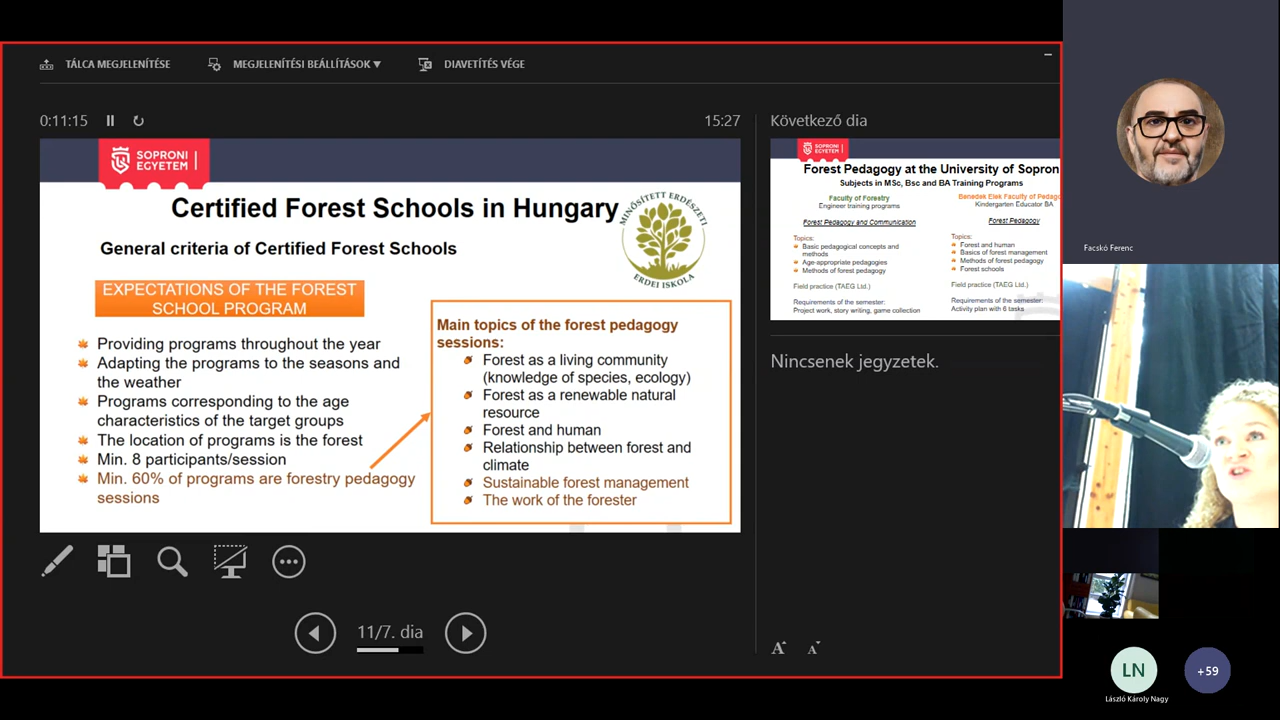 TÁLCA MEGJELENÍTÉSE
MEGJELENÍTÉSI BEÁLLÍTÁSOK ▼
DIAVETÍTÉS VÉGE
0:11:15
15:27
SOPRONI
EGYETEM
Certified Forest Schools in Hungary
General criteria of Certified Forest Schools
MINŐSÍTETT ERDÉSZETI
ERDEI ISKOLA
EXPECTATIONS OF THE FOREST
SCHOOL PROGRAM
Providing programs throughout the year
Adapting the programs to the seasons and
the weather
Programs corresponding to the age
characteristics of the target groups
The location of programs is the forest
Min. 8 participants/session
Min. 60% of programs are forestry pedagogy
sessions
Main topics of the forest pedagogy
sessions:
Forest as a living community
(knowledge of species, ecology)
Forest as a renewable natural
resource
Forest and human
Relationship between forest and
climate
Sustainable forest management
The work of the forester
11/7. dia
Következő dia
SOPRONI
EGYETEM
Forest Pedagogy at the University of Sopron
Subjects in MSc, Bsc and BA Training Programs
Faculty of Forestry
Engineer training programs
Forest Pedagogy and Communication
Topics:
Basic pedagogical concepts and
methods
Age-appropriate pedagogies
Methods of forest pedagogy
Field practice (TAEG Ltd.)
Requirements of the semester:
Project work, story writing, game collection
Benedek Elek Faculty of Pedag
Kindergarten Educator BA
Forest Pedagogy
Topics:
Forest and human
Basics of forest management
Methods of forest pedagogy
Forest schools
Field practice (TAEG Ltd.)
Requirements of the semester:
Activity plan with 6 tasks
Nincsenek jegyzetek.
A
A
Facskó Ferenc
LN
+59
László Károly Nagy